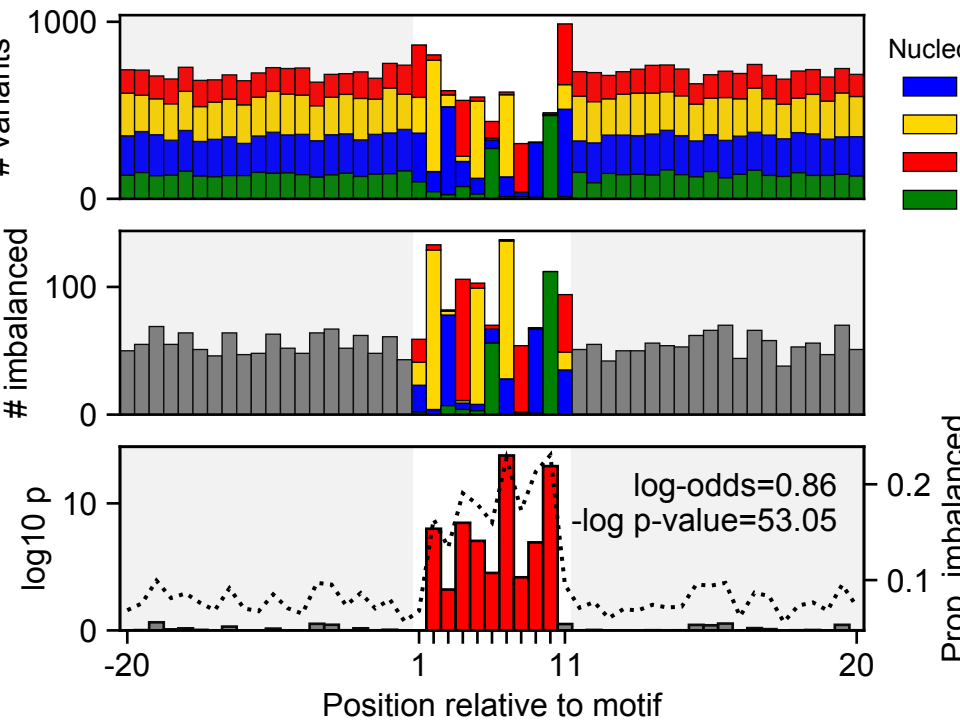 1000
0
# variants
Nucleo
100
0
# imbalanced
10
0
log10 p
log-odds=0.86
-log p-value=53.05
0.2
0.1
Prop. imbalanced
-20
1
11
20
Position relative to motif